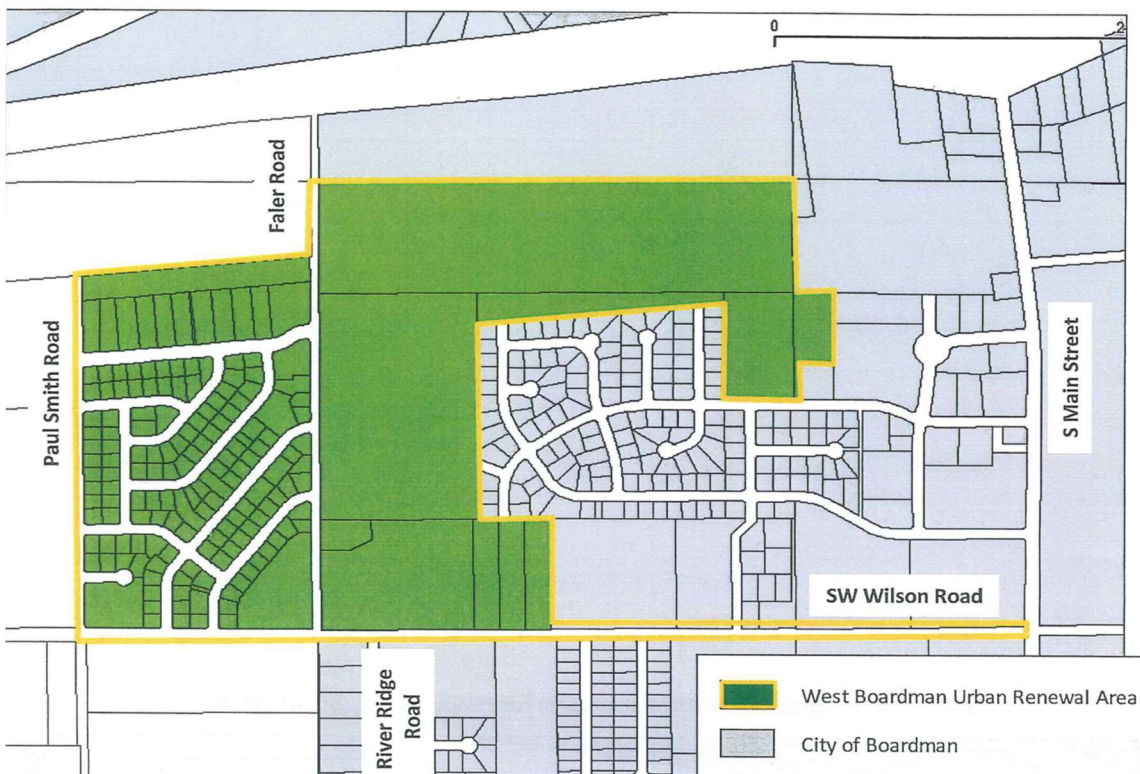 0 2
Faler Road
Paul Smith Road
S Main Street
SW Wilson Road
River Ridge
Road
West Boardman Urban Renewal Area
City of Boardman